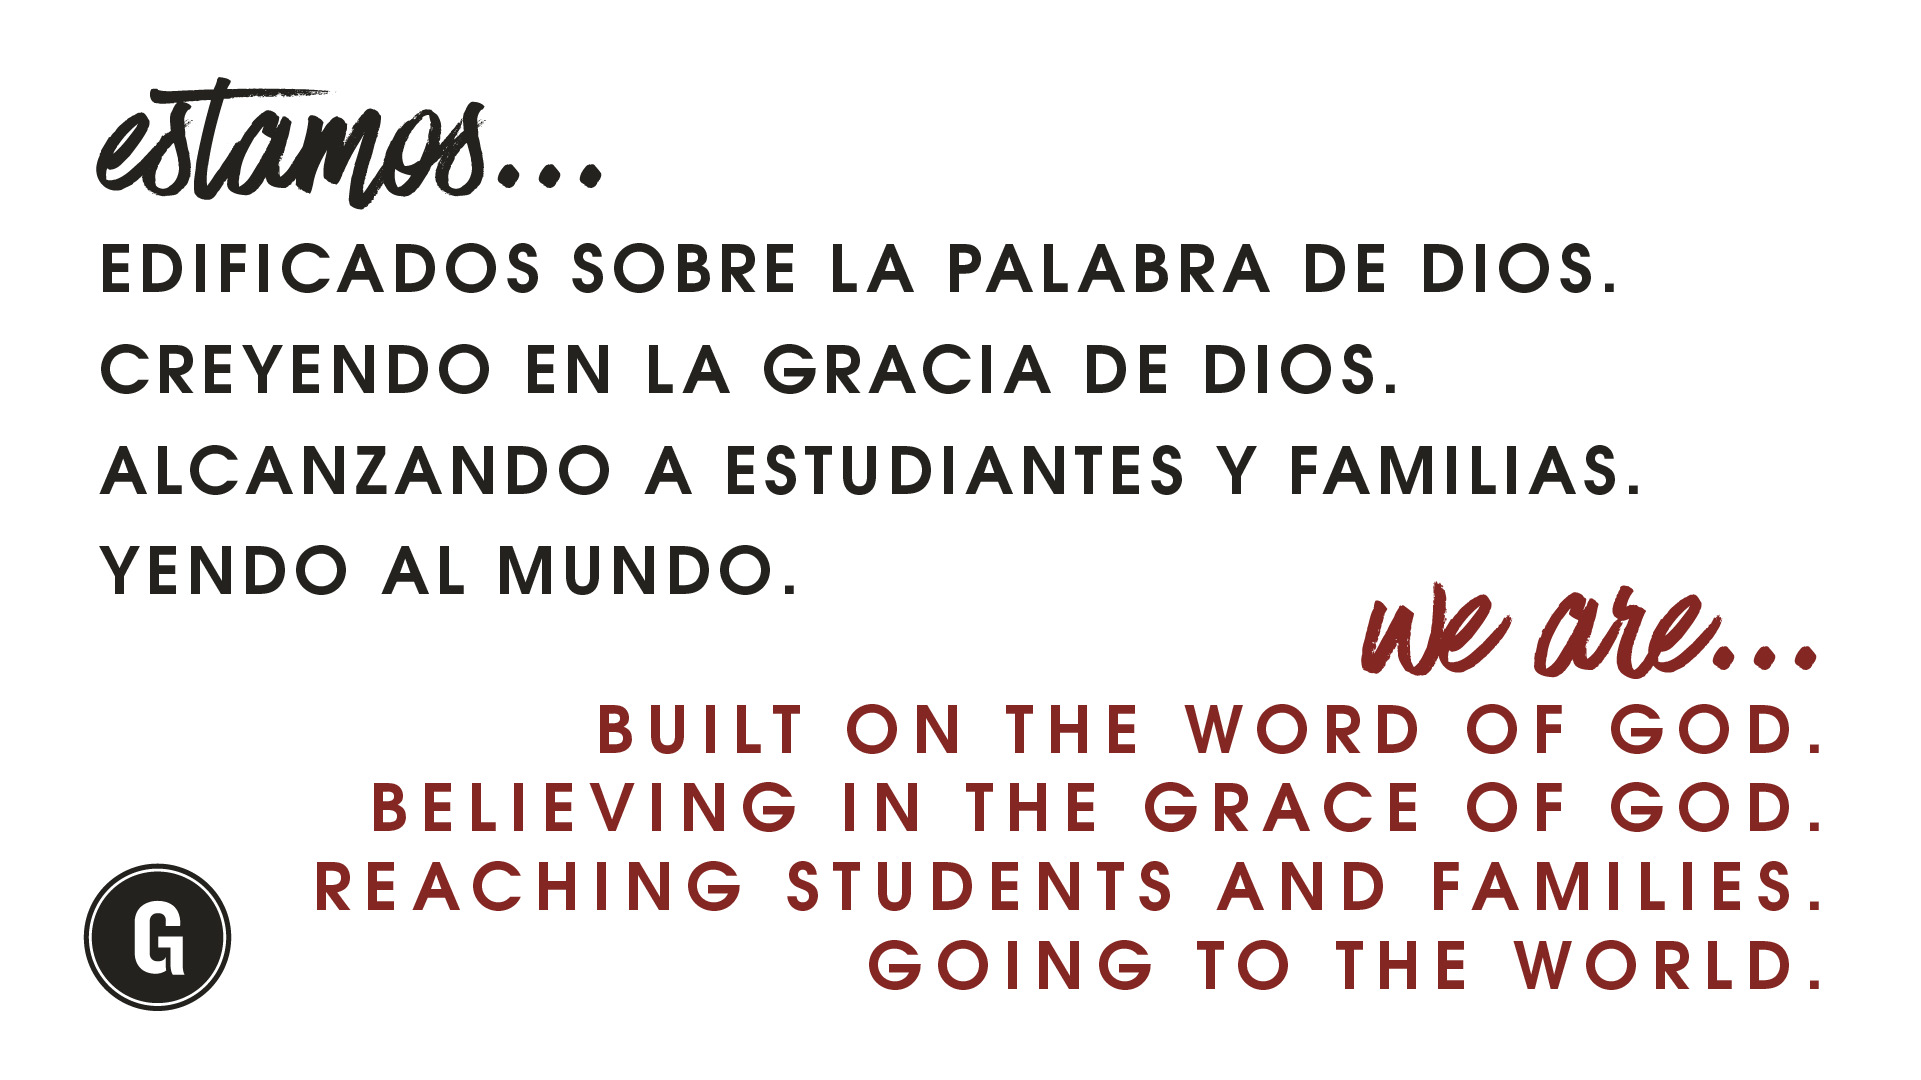 estamos...
EDIFICADOS SOBRE LA PALABRA DE DIOS.
CREYENDO EN LA GRACIA DE DIOS.
ALCANZANDO A ESTUDIANTES Y FAMILIAS.
YENDO AL MUNDO.
we are...
BUILT ON THE WORD OF GOD.
BELIEVING IN THE GRACE OF GOD.
REACHING STUDENTS AND FAMILIES.
GOING TO THE WORLD.
G